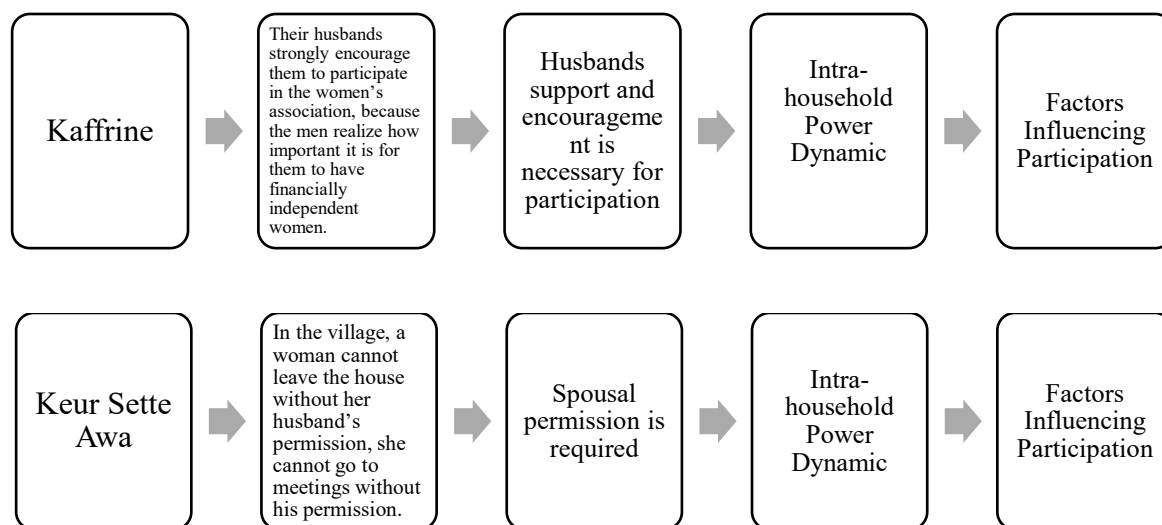 Kaffrine
Their husbands
strongly encourage
them to participate
in the women’s
association, because
the men realize how
important it is for
them to have
financially
independent
women.
Husbands
support and
encourageme
nt is
necessary for
participation
Intra-
household
Power
Dynamic
Factors
Influencing
Participation
Keur Sette
Awa
In the village, a
woman cannot
leave the house
without her
husband’s
permission, she
cannot go to
meetings without
his permission.
Spousal
permission is
required
Intra-
household
Power
Dynamic
Factors
Influencing
Participation